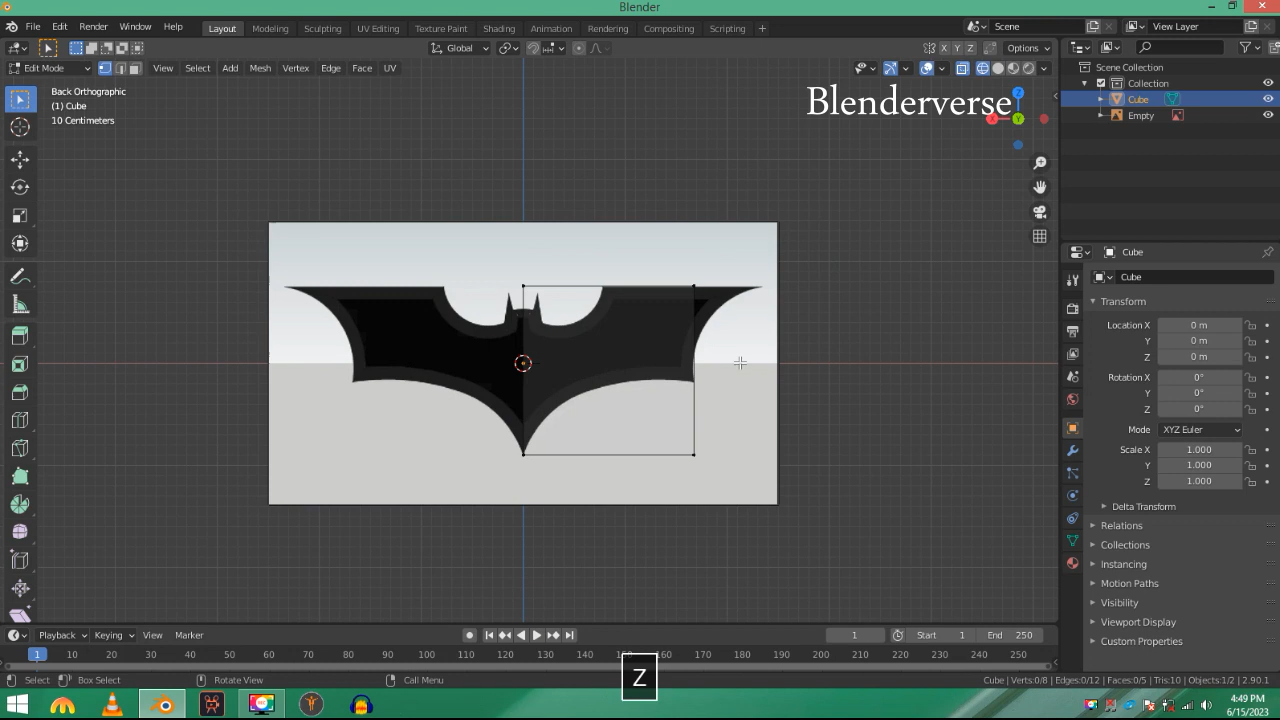 Blender
File Edit Render Window Help
Layout Modeling Sculpting UV Editing Texture Paint Shading Animation Rendering Compositing Scripting +
Scene
View Layer
Global
X Y Z
Options
Edit Mode View Select Add Mesh Vertex Edge Face UV
Scene Collection
Collection
Cube
Empty
Back Orthographic
(1) Cube
10 Centimeters
Blenderverse
Z
X
Y
Cube
Cube
Transform
Location X 0 m
Y 0 m
Z 0 m
Rotation X 0°
Y 0°
Z 0°
Mode XYZ Euler
Scale X 1.000
Y 1.000
Z 1.000
Delta Transform
Relations
Collections
Instancing
Motion Paths
Visibility
Viewport Display
Custom Properties
Playback Keying View Marker
1
Start 1
End 250
1 10 20 30 40 50 60 70 80 90 100 110 120 130 140 150 160 170 180 190 200 210 220 230 240 250
Z
Select Box Select Rotate View Call Menu
Cube | Verts:0/8 | Edges:0/12 | Faces:0/5 | Tris:10 | Objects:1/2 | 2.90.1
4:49 PM
6/15/2023